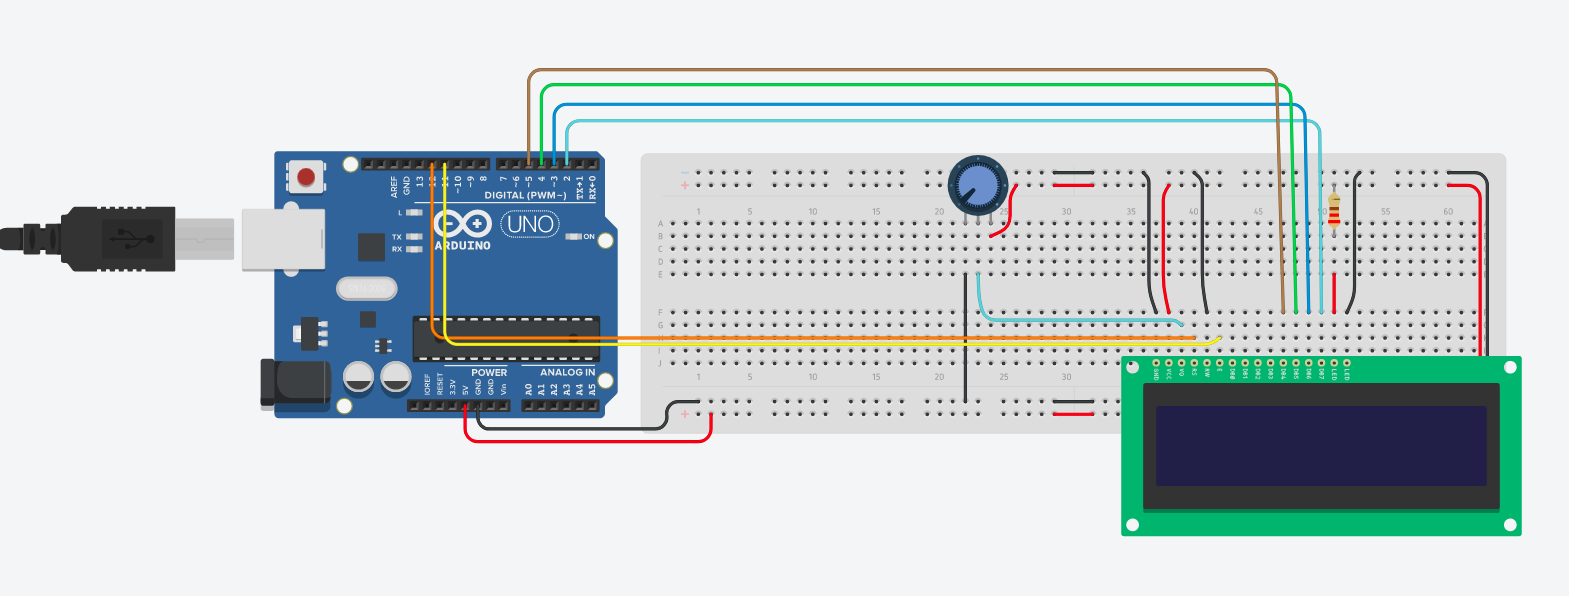 AREF
GND
13
12
11
~10
~9
8
7
~6
~5
4
~3
2
TX→1
RX←0
DIGITAL (PWM~)
L
TX
RX
UNO
ARDUINO
ON
POWER
ANALOG IN
IOREF
RESET
3.3V
5V
GND
GND
Vin
A0
A1
A2
A3
A4
A5
-
+
1 5 10 15 20 25 30 35 40 45 50 55 60
A
B
C
D
E
F
G
I
J
1 5 10 15 20 25 30
+
GND VCC VO RS RW E DB0 DB1 DB2 DB3 DB4 DB5 DB6 DB7 LED LED